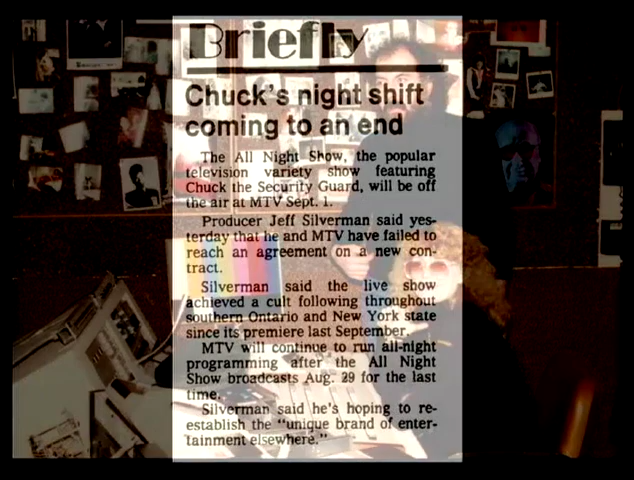 Briefly
Chuck's night shift
coming to an end
The All Night Show, the popular
television variety show featuring
Chuck the Security Guard, will be off
the air at MTV Sept. 1.
Producer Jeff Silverman said yes-
terday that he and MTV have failed to
reach an agreement on a new con-
tract.
Silverman said the live show
achieved a cult following throughout
southern Ontario and New York state
since its premiere last September.
MTV will continue to run all-night
programming after the All Night
Show broadcasts Aug. 29 for the last
time.
Silverman said he's hoping to re-
establish the "unique brand of enter-
tainment elsewhere."